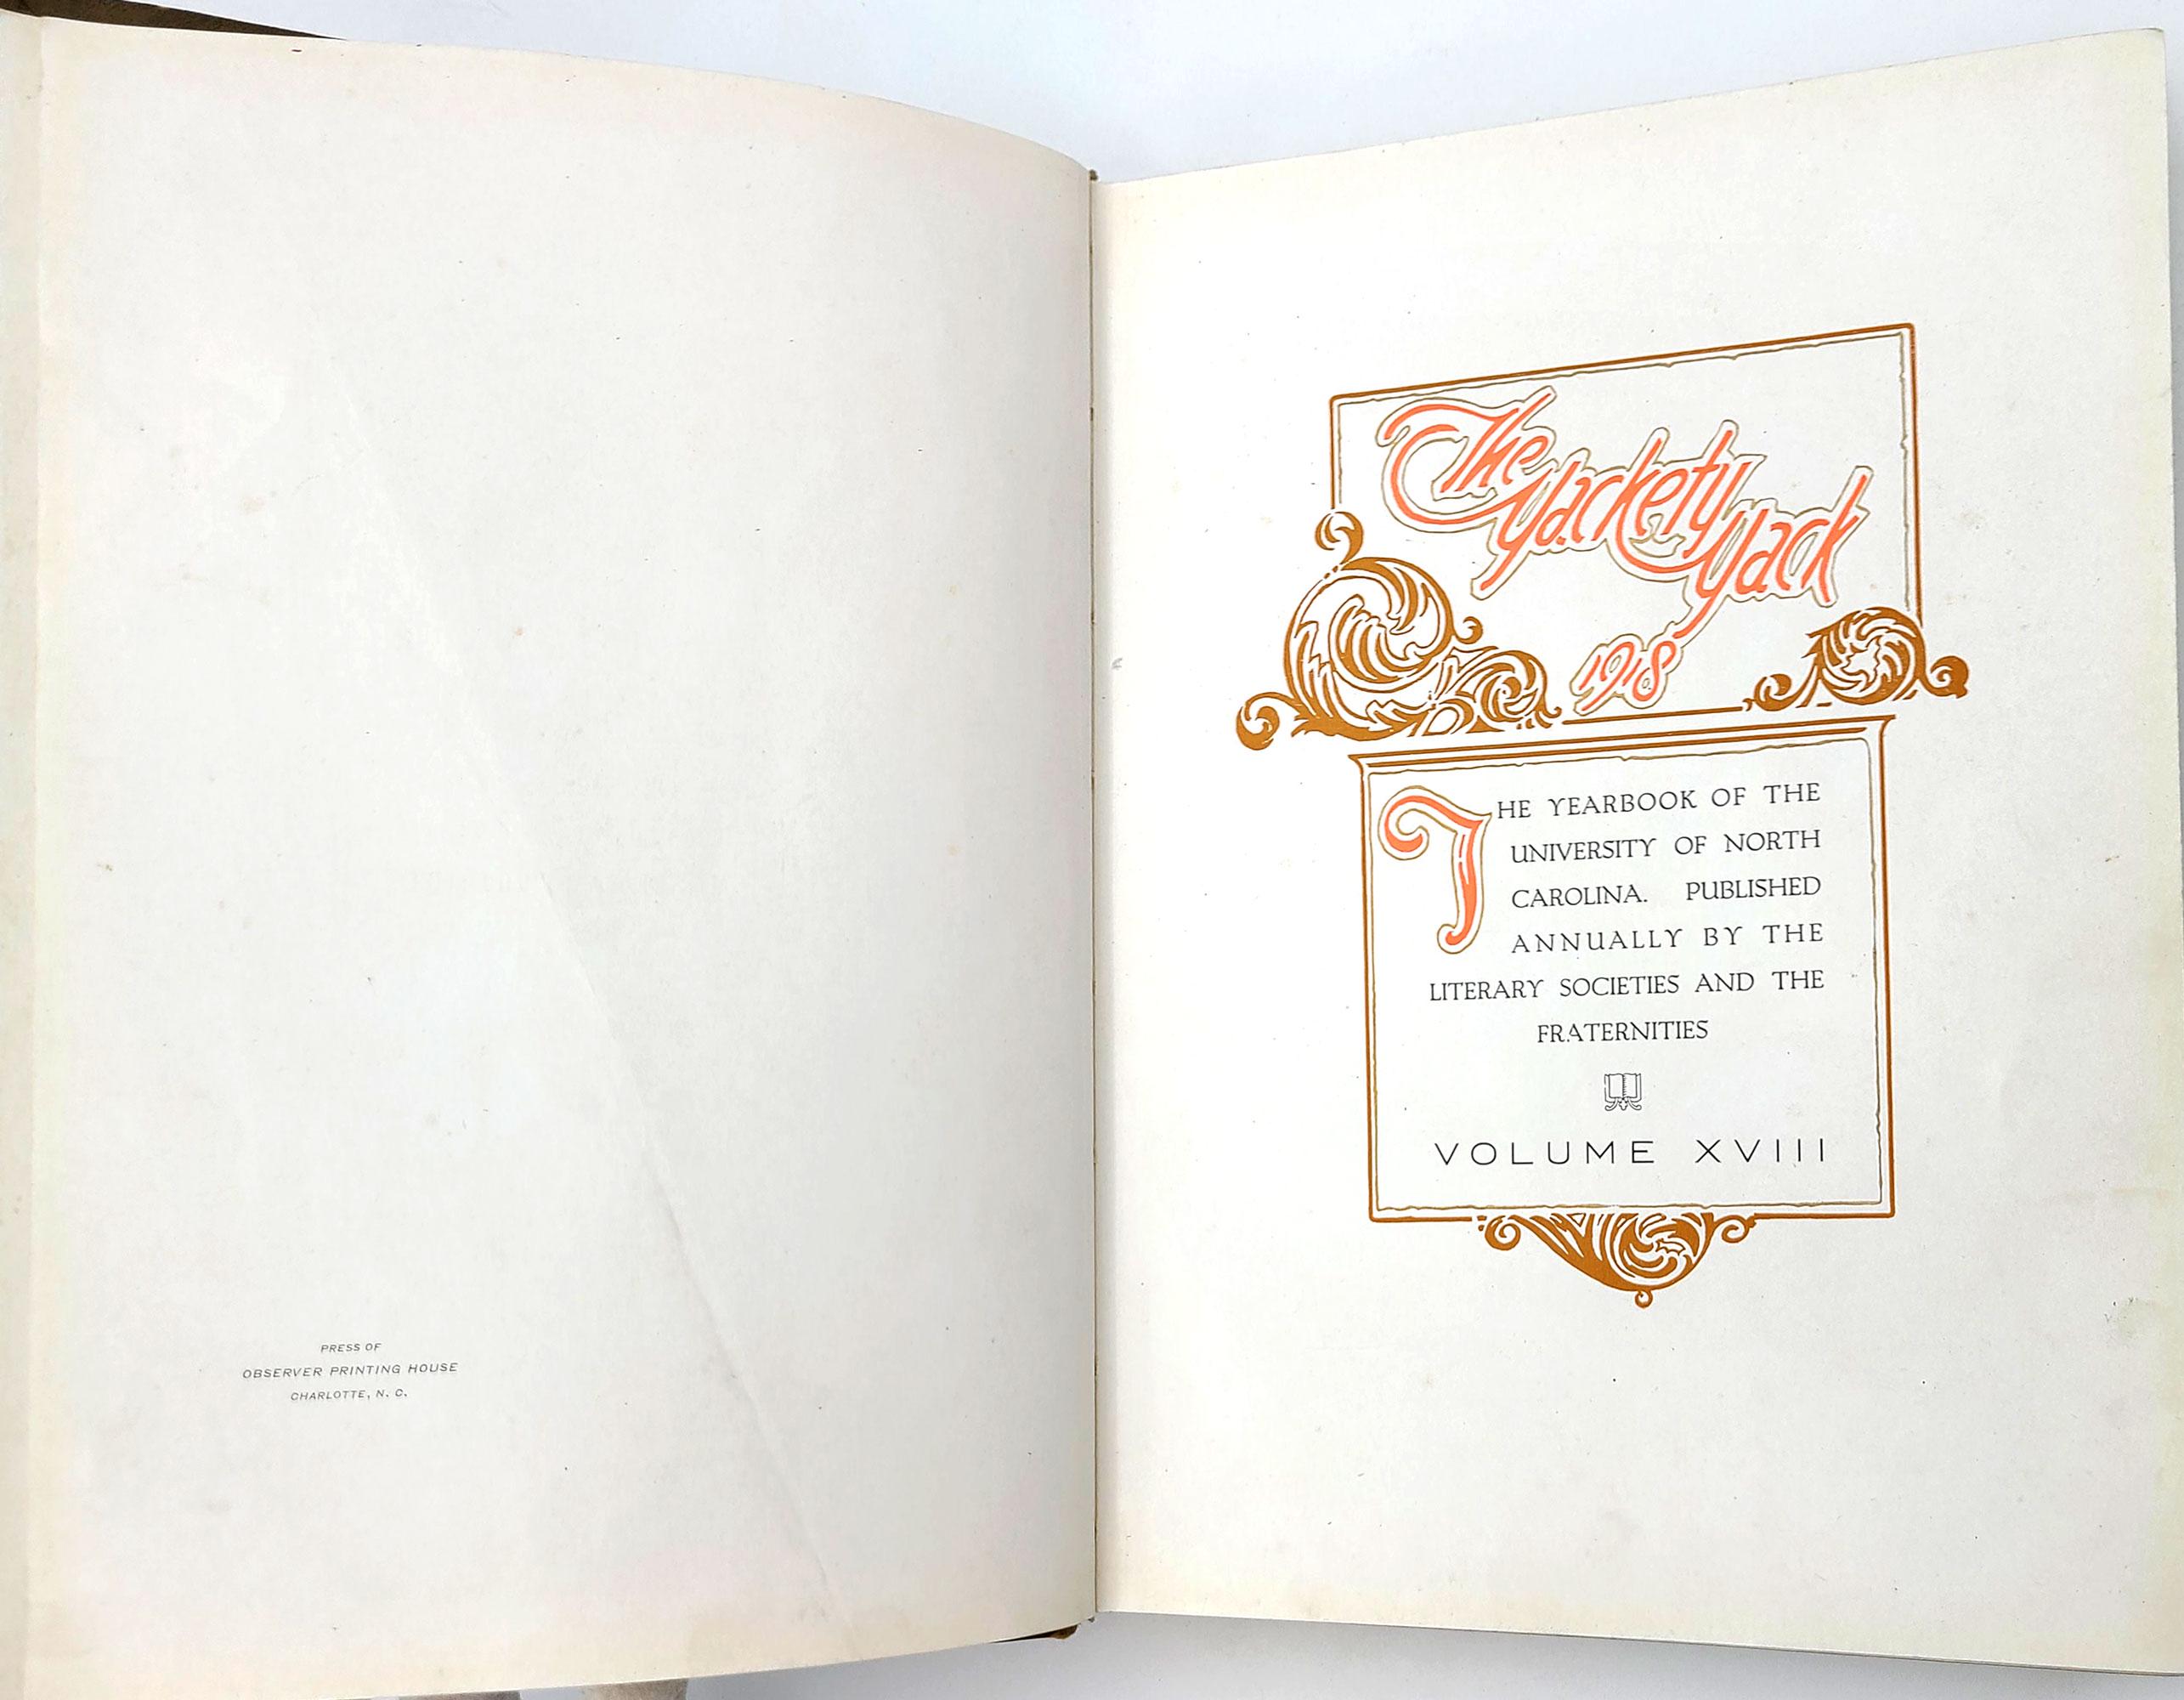 PRESS OF
OBSERVER PRINTING HOUSE
CHARLOTTE, N. C.
The
Yackety
Yack
1918
THE YEARBOOK OF THE
UNIVERSITY OF NORTH
CAROLINA. PUBLISHED
ANNUALLY BY THE
LITERARY SOCIETIES AND THE
FRATERNITIES
VOLUME XVIII